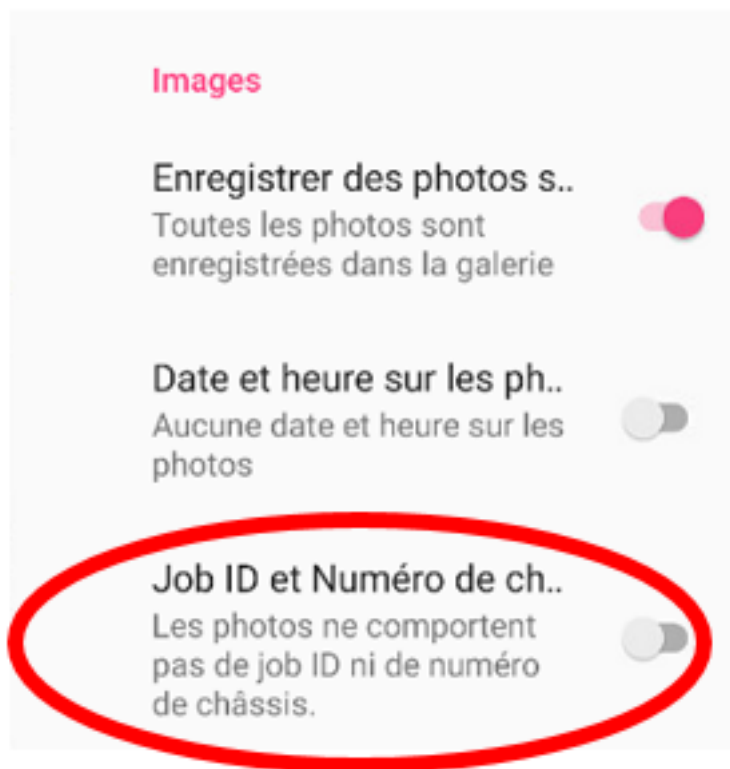 Images
Enregistrer des photos s..
Toutes les photos sont
enregistrées dans la galerie
Date et heure sur les ph..
Aucune date et heure sur les
photos
Job ID et Numéro de ch..
Les photos ne comportent
pas de job ID ni de numéro
de châssis.